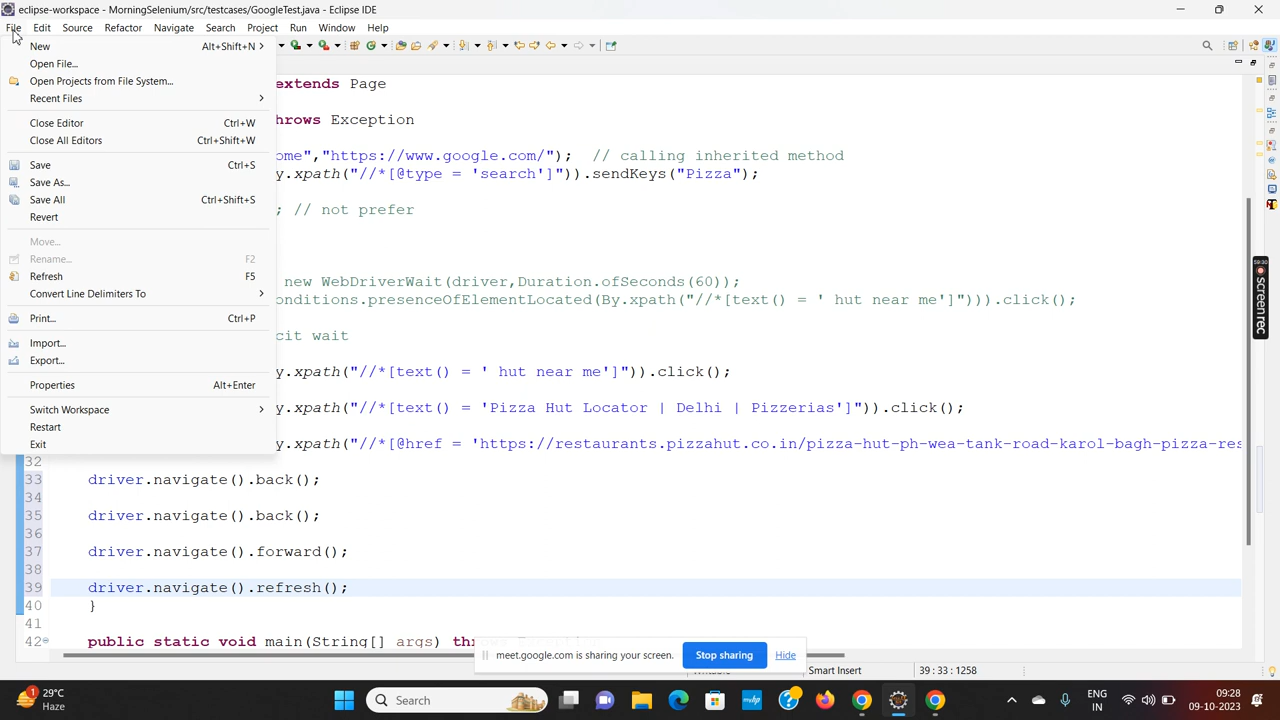 eclipse-workspace - MorningSelenium/src/testcases/GoogleTest.java - Eclipse IDE
File Edit Source Refactor Navigate Search Project Run Window Help
New Alt+Shift+N
Open File...
Open Projects from File System...
Recent Files
Close Editor Ctrl+W
Close All Editors Ctrl+Shift+W
Save Ctrl+S
Save As...
Save All Ctrl+Shift+S
Revert
Move...
Rename... F2
Refresh F5
Convert Line Delimiters To
Print... Ctrl+P
Import...
Export...
Properties Alt+Enter
Switch Workspace
Restart
Exit
extends Page
hrows Exception
ome","https://www.google.com/"); // calling inherited method
y.xpath("//*[@type = 'search']")).sendKeys("Pizza");
; // not prefer
new WebDriverWait(driver,Duration.ofSeconds(60));
onditions.presenceOfElementLocated(By.xpath("//*[text() = ' hut near me']"))).click();
cit wait
y.xpath("//*[text() = ' hut near me']")).click();
y.xpath("//*[text() = 'Pizza Hut Locator | Delhi | Pizzerias']")).click();
y.xpath("//*[@href = 'https://restaurants.pizzahut.co.in/pizza-hut-ph-wea-tank-road-karol-bagh-pizza-res
32
33 driver.navigate().back();
34
35 driver.navigate().back();
36
37 driver.navigate().forward();
38
39 driver.navigate().refresh();
40 }
41
42 public static void main(String[] args)
59:30
screen rec
meet.google.com is sharing your screen. Stop sharing Hide
Smart Insert 39 : 33 : 1258
29°C
Haze
1
Search
ENG
IN
09:28
09-10-2023